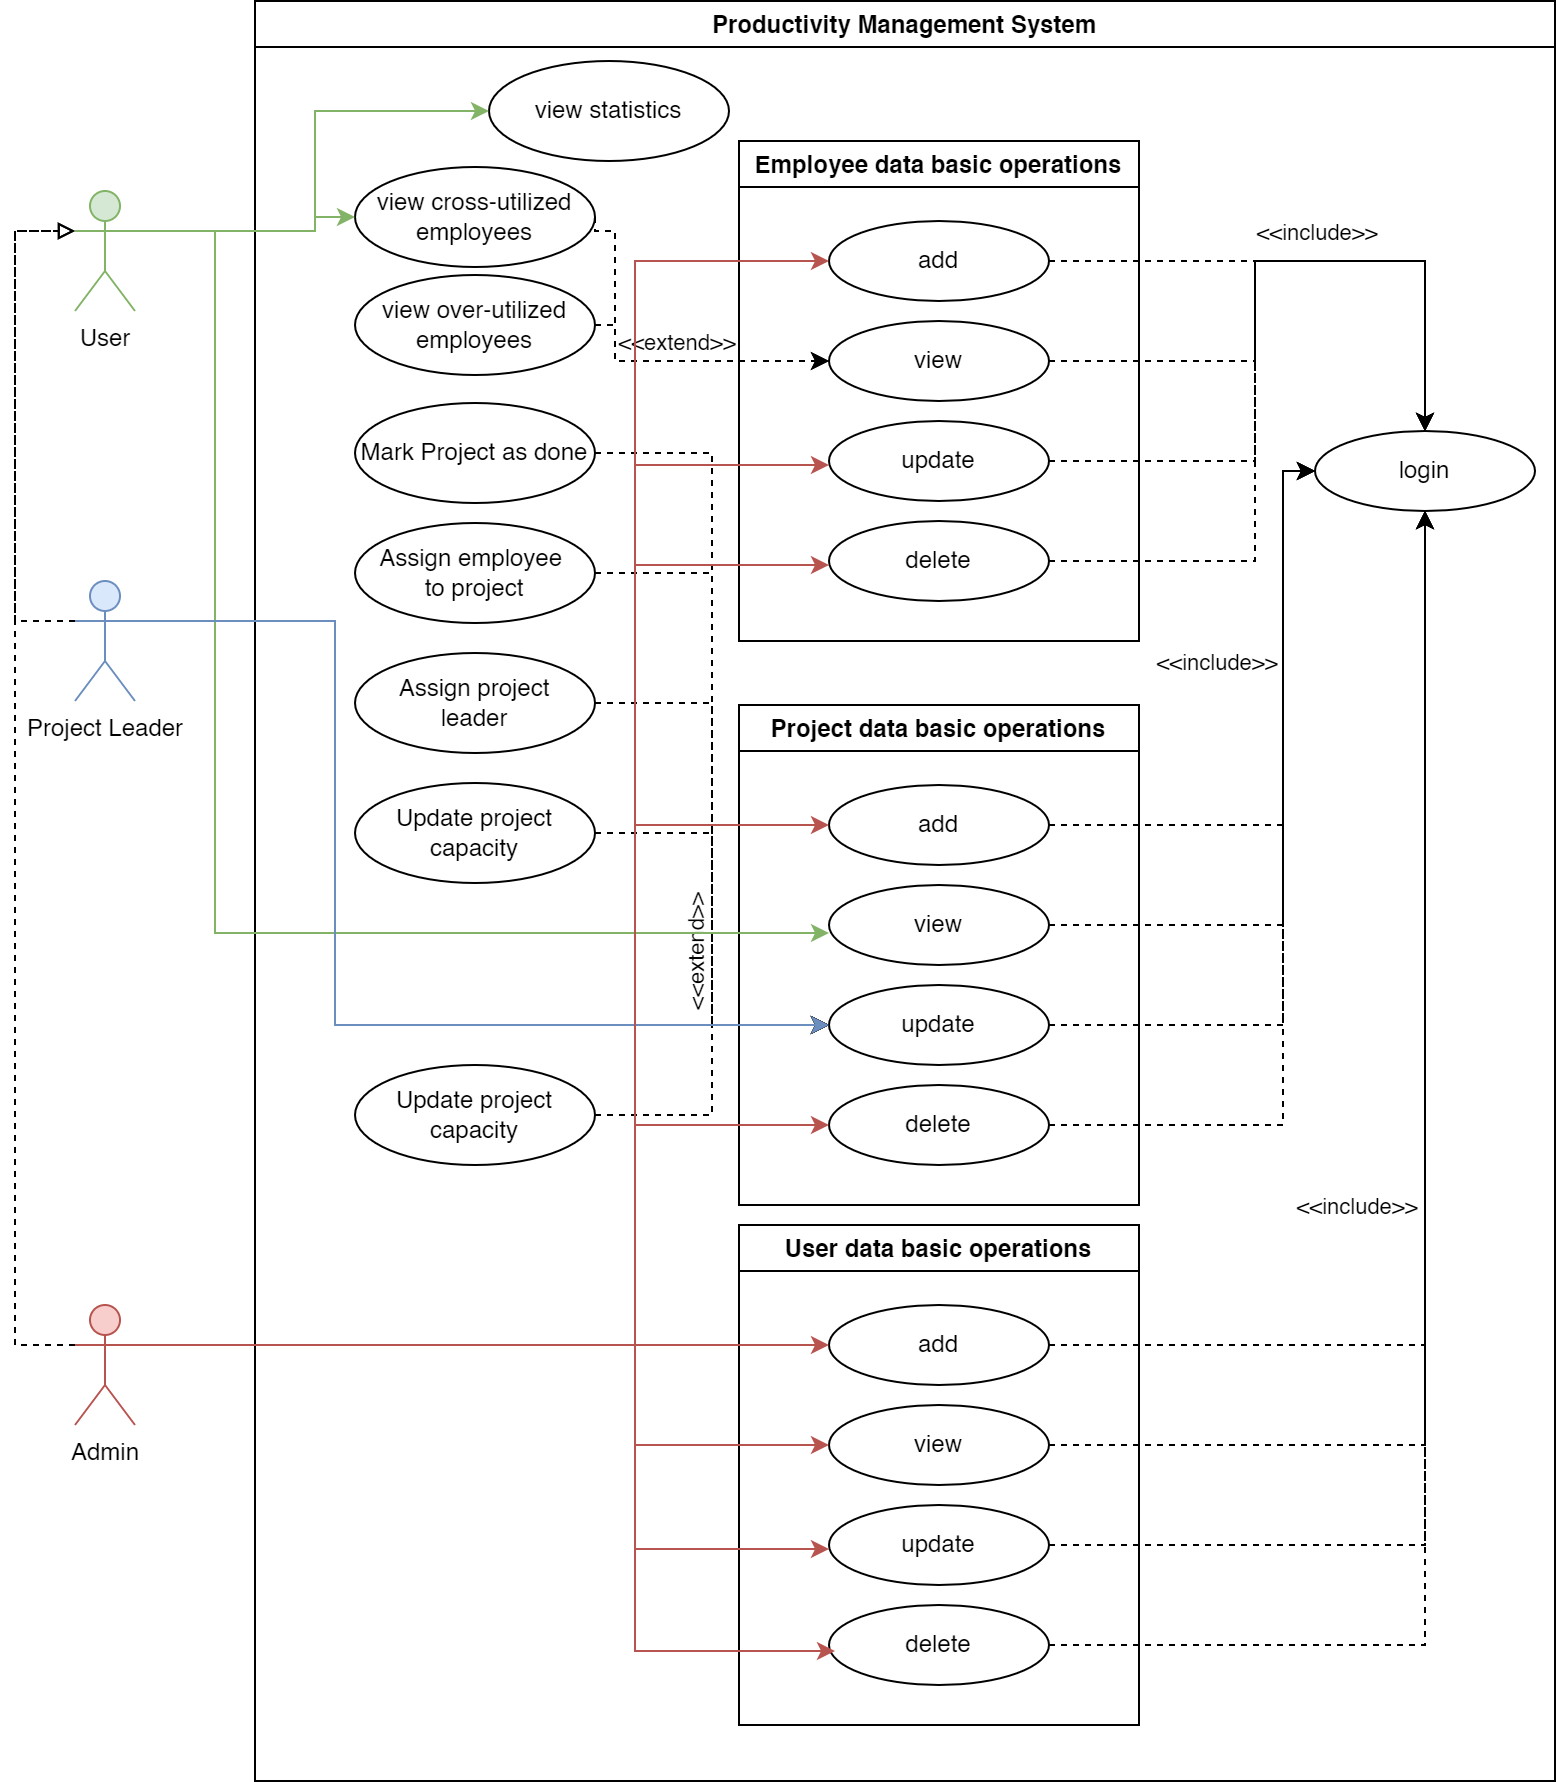 Productivity Management System
view statistics
Employee data basic operations
view cross-utilized
employees
User
view over-utilized
employees
<<extend>>
add
view
update
delete
<<include>>
login
Mark Project as done
Assign employee
to project
Project Leader
Assign project
leader
Update project
capacity
<<extend>>
<<include>>
Project data basic operations
add
view
update
delete
Update project
capacity
<<include>>
User data basic operations
Admin
add
view
update
delete